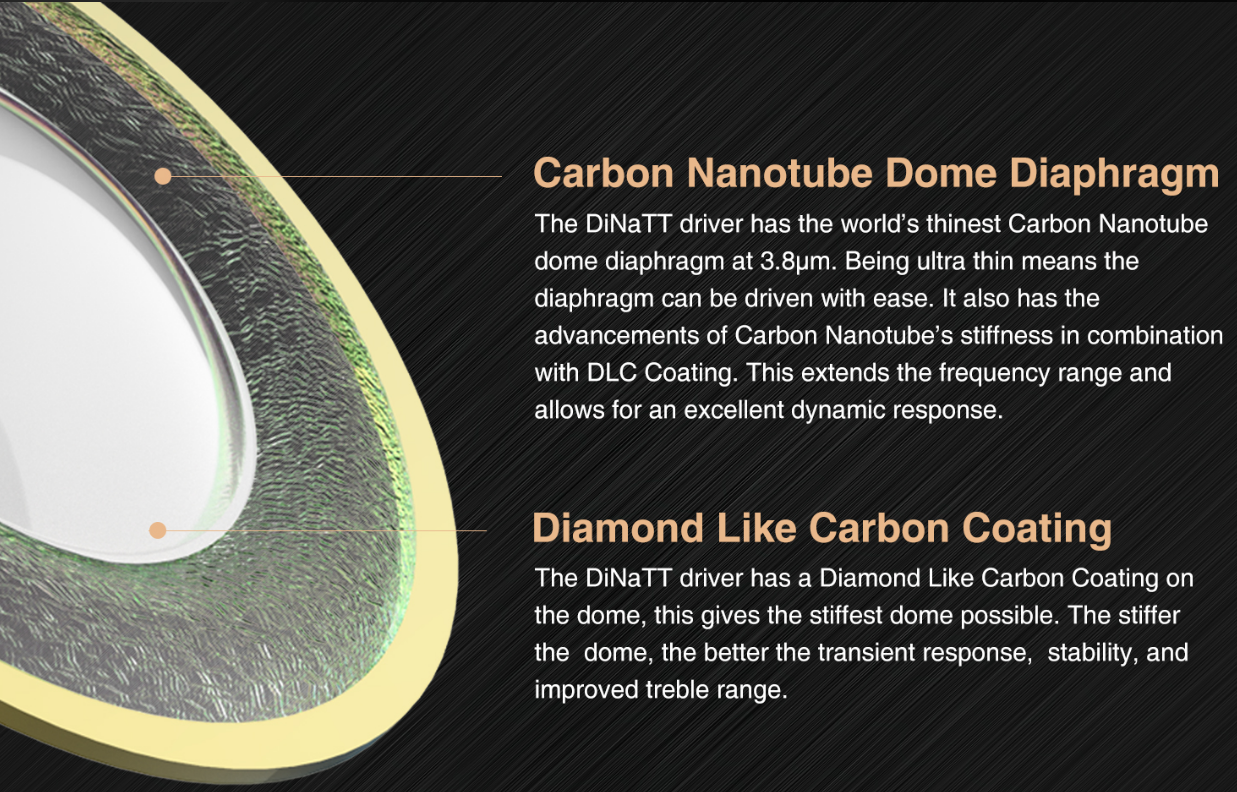 Carbon Nanotube Dome Diaphragm
The DiNaTT driver has the world’s thinest Carbon Nanotube
dome diaphragm at 3.8µm. Being ultra thin means the
diaphragm can be driven with ease. It also has the
advancements of Carbon Nanotube’s stiffness in combination
with DLC Coating. This extends the frequency range and
allows for an excellent dynamic response.
Diamond Like Carbon Coating
The DiNaTT driver has a Diamond Like Carbon Coating on
the dome, this gives the stiffest dome possible. The stiffer
the  dome, the better the transient response,  stability, and
improved treble range.